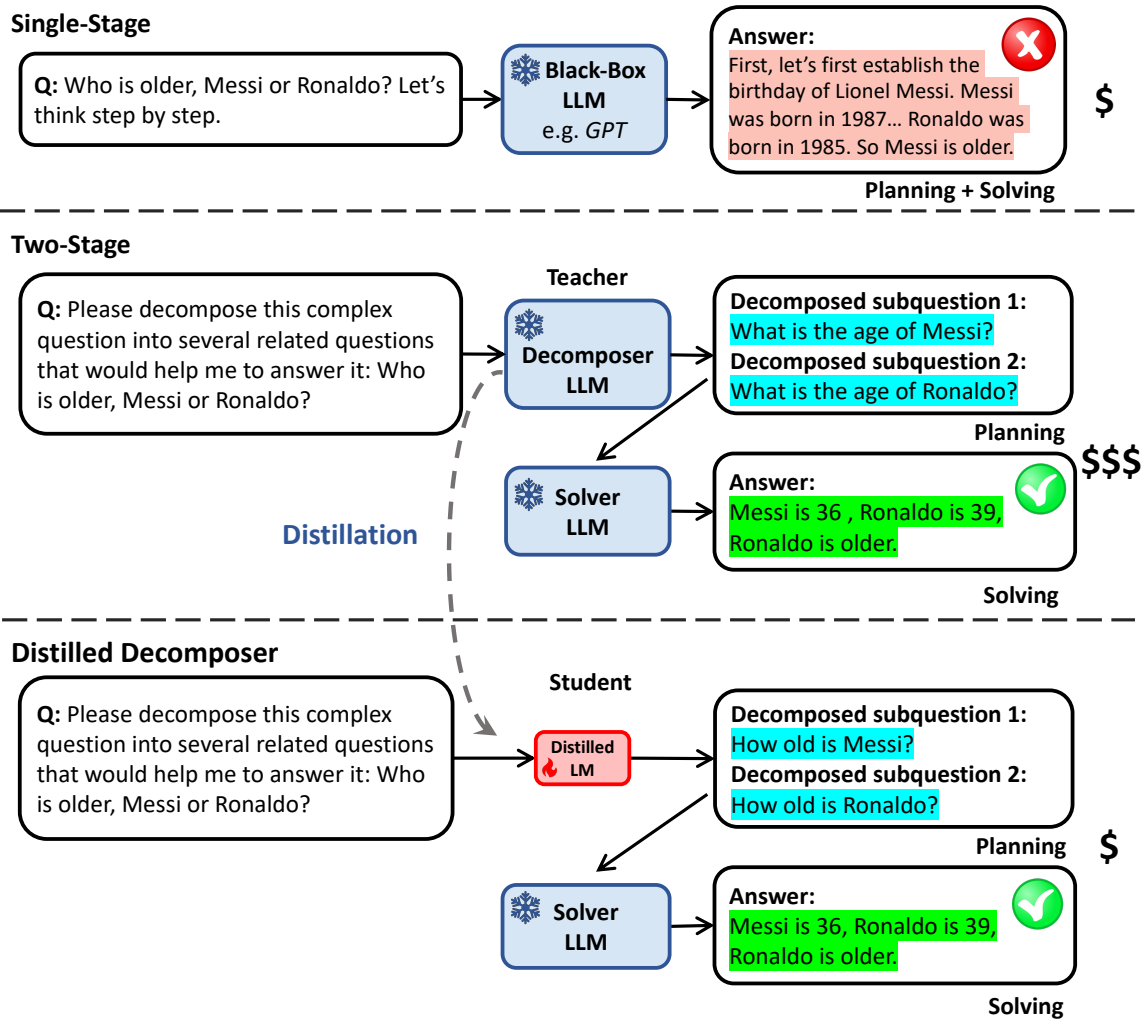 Single-Stage
Q: Who is older, Messi or Ronaldo? Let's
think step by step.
Black-Box
LLM
e.g. GPT
Answer:
First, let's first establish the
birthday of Lionel Messi. Messi
was born in 1987... Ronaldo was
born in 1985. So Messi is older.
$
Planning + Solving
Two-Stage
Q: Please decompose this complex
question into several related questions
that would help me to answer it: Who
is older, Messi or Ronaldo?
Teacher
Decomposer
LLM
Decomposed subquestion 1:
What is the age of Messi?
Decomposed subquestion 2:
What is the age of Ronaldo?
Planning
$$$
Distillation
Solver
LLM
Answer:
Messi is 36 , Ronaldo is 39,
Ronaldo is older.
Solving
Distilled Decomposer
Q: Please decompose this complex
question into several related questions
that would help me to answer it: Who
is older, Messi or Ronaldo?
Student
Distilled
LM
Decomposed subquestion 1:
How old is Messi?
Decomposed subquestion 2:
How old is Ronaldo?
Planning
$
Solver
LLM
Answer:
Messi is 36, Ronaldo is 39,
Ronaldo is older.
Solving